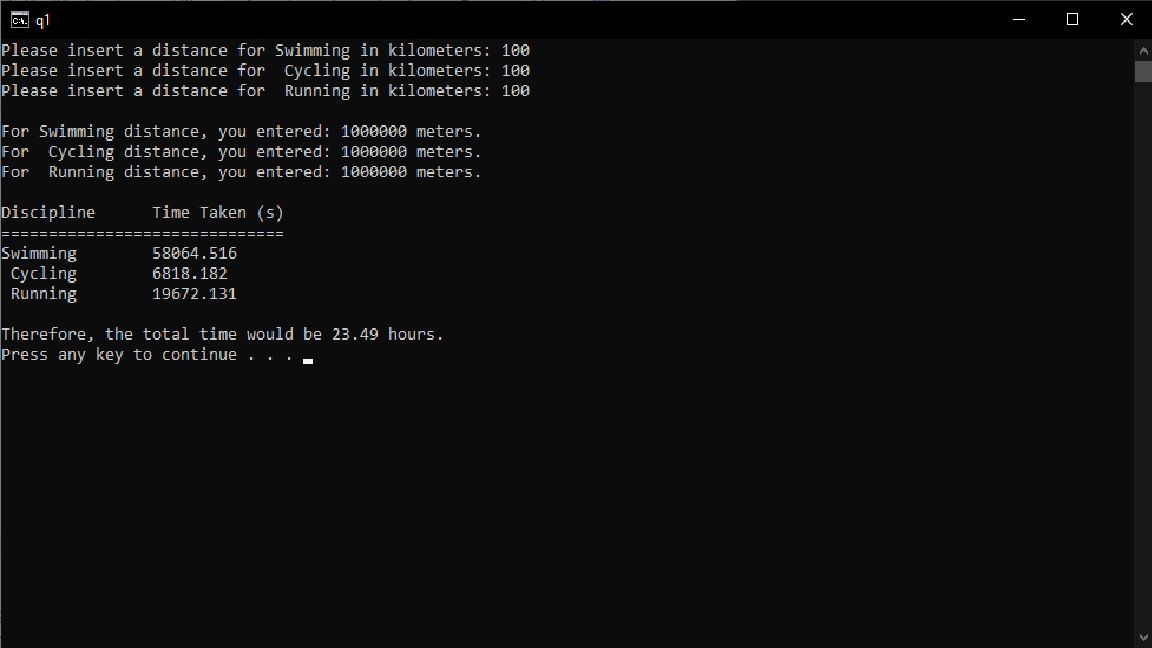 q1
Please insert a distance for Swimming in kilometers: 100
Please insert a distance for  Cycling in kilometers: 100
Please insert a distance for  Running in kilometers: 100
For Swimming distance, you entered: 1000000 meters.
For  Cycling distance, you entered: 1000000 meters.
For  Running distance, you entered: 1000000 meters.
Discipline      Time Taken (s)
==============================
Swimming        58064.516
 Cycling        6818.182
 Running        19672.131
Therefore, the total time would be 23.49 hours.
Press any key to continue . . .